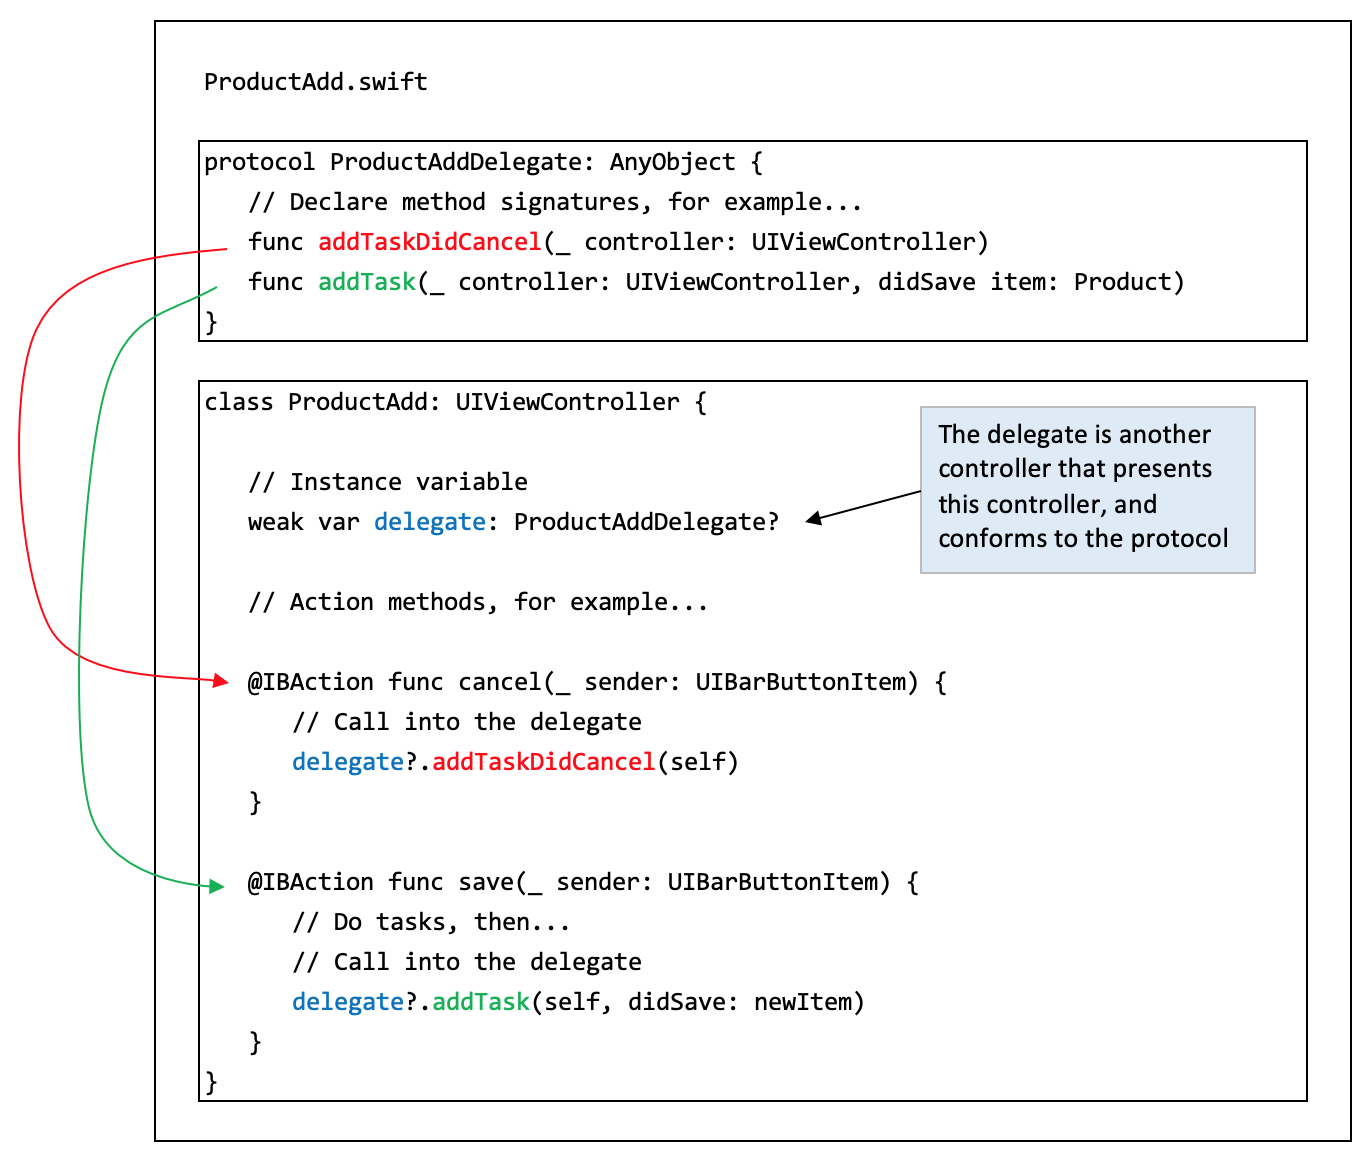 ProductAdd.swift
protocol ProductAddDelegate: AnyObject {
// Declare method signatures, for example...
func addTaskDidCancel(_ controller: UIViewController)
func addTask(_ controller: UIViewController, didSave item: Product)
}
class ProductAdd: UIViewController {
The delegate is another
controller that presents
this controller, and
conforms to the protocol
// Instance variable
weak var delegate: ProductAddDelegate?
// Action methods, for example...
@IBAction func cancel(_ sender: UIBarButtonItem) {
// Call into the delegate
delegate?.addTaskDidCancel(self)
}
@IBAction func save(_ sender: UIBarButtonItem) {
// Do tasks, then...
// Call into the delegate
delegate?.addTask(self, didSave: newItem)
}
}